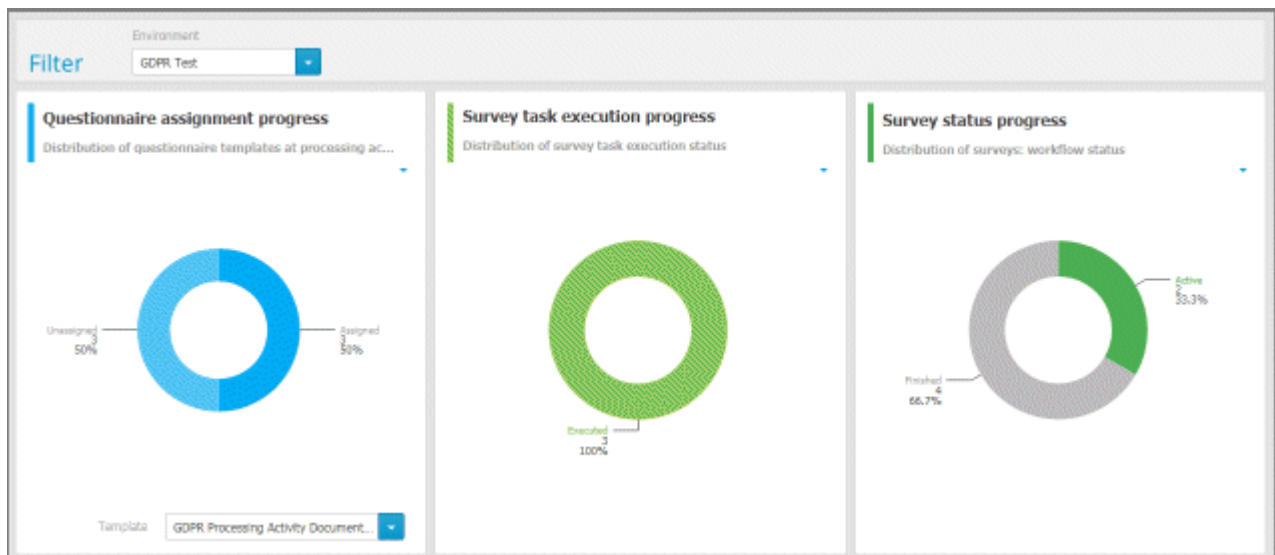 Environment
Filter
GDPR Test
Questionnaire assignment progress
Distribution of questionnaire templates at processing ac...
Unassigned
3
50%
Assigned
3
50%
Template
GDPR Processing Activity Document...
Survey task execution progress
Distribution of survey task execution status
Executed
3
100%
Survey status progress
Distribution of surveys: workflow status
Active
2
33.3%
Finished
4
66.7%